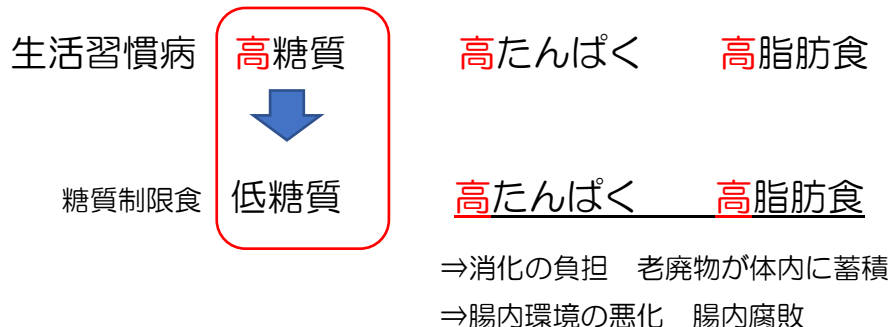 生活習慣病 高糖質 高たんぱく 高脂肪食
糖質制限食 低糖質 高たんぱく 高脂肪食
⇒消化の負担 老廃物が体内に蓄積
⇒腸内環境の悪化 腸内腐敗